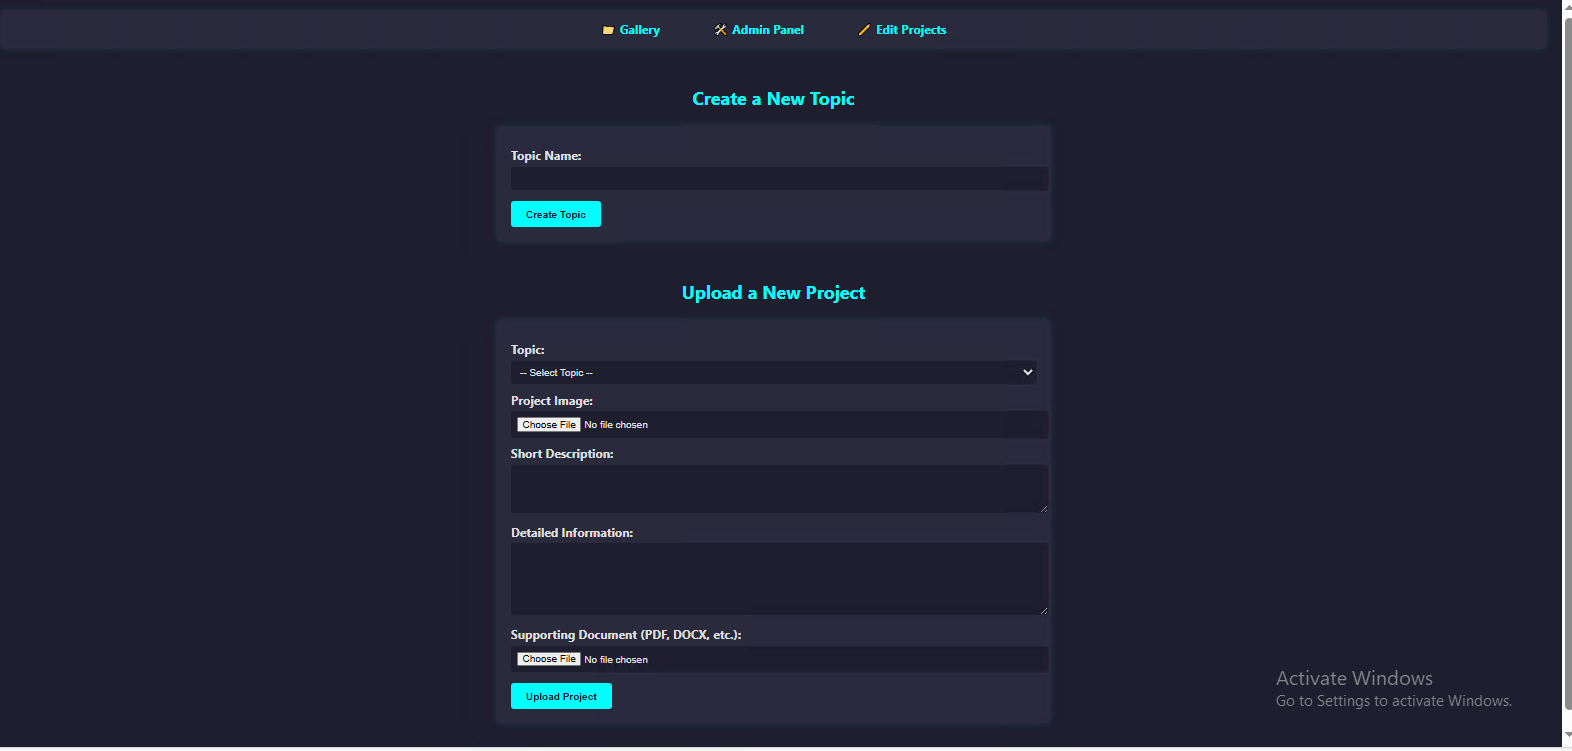 Gallery Admin Panel Edit Projects
Create a New Topic
Topic Name:
Create Topic
Upload a New Project
Topic:
-- Select Topic --
Project Image:
Choose File No file chosen
Short Description:
Detailed Information:
Supporting Document (PDF, DOCX, etc.):
Choose File No file chosen
Upload Project
Activate Windows
Go to Settings to activate Windows.